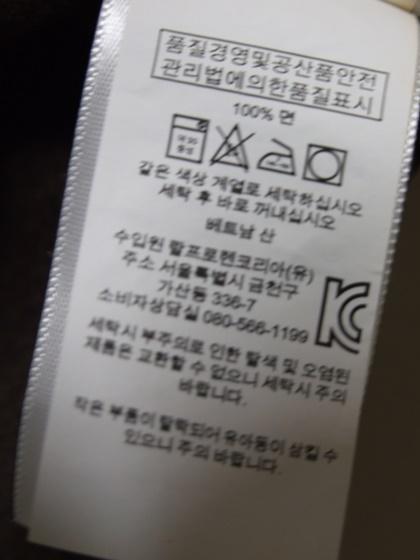 품질경영및공산품안전
관리법에의한품질표시
100% 면
같은 색상 계열로 세탁하십시오
세탁 후 바로 꺼내십시오
베트남 산
수입원 랄프로렌코리아(유)
주소 서울특별시 금천구
가산동 336-7
소비자상담실 080-566-1199
세탁시 부주의로 인한 탈색 및 오염된
제품은 교환할 수 없으니 세탁시 주의
바랍니다.
작은 부품이 탈락되어 유아동이 삼킬 수
있으니 주의 바랍니다.